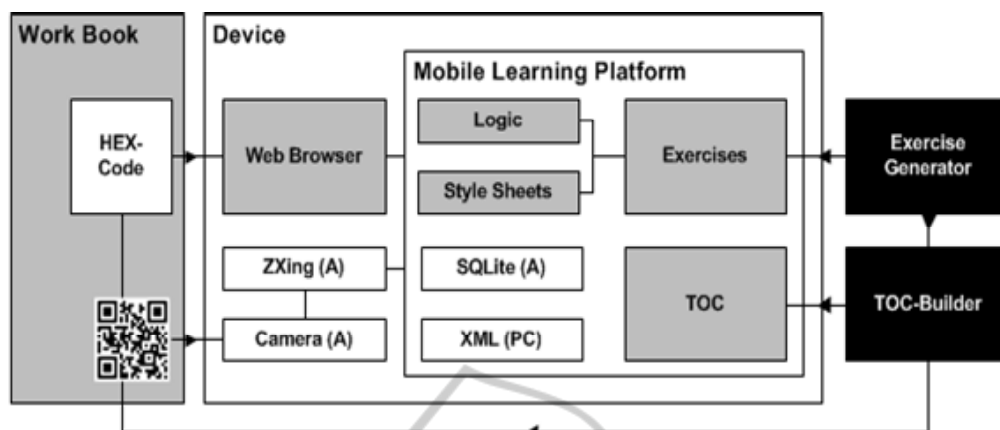 Work Book
Device
Mobile Learning Platform
HEX-
Code
Web Browser
Logic
Style Sheets
Exercises
Exercise
Generator
ZXing (A)
Camera (A)
SQLite (A)
XML (PC)
TOC
TOC-Builder